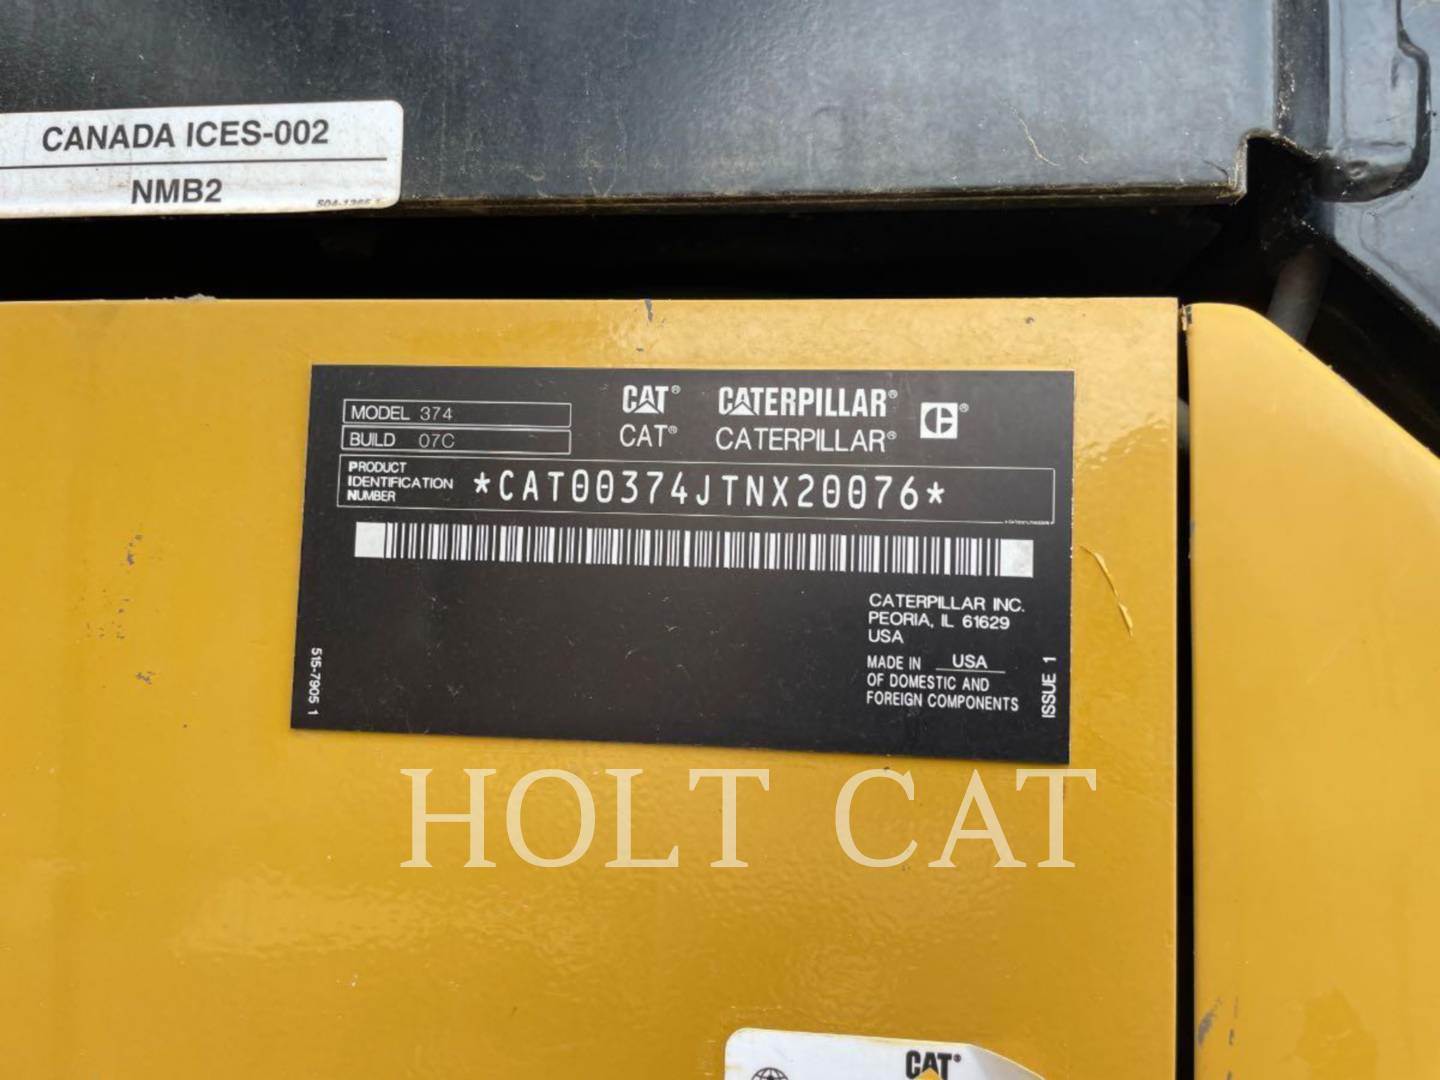 CANADA ICES-002
NMB2
MODEL 374
BUILD 07C
CAT® CATERPILLAR®
CAT® CATERPILLAR®
PRODUCT
IDENTIFICATION
NUMBER
*CAT00374JTNX20076*
CATERPILLAR INC.
PEORIA, IL 61629
USA
MADE IN USA
OF DOMESTIC AND
FOREIGN COMPONENTS
515-7905 1
ISSUE 1
HOLT CAT
CAT®